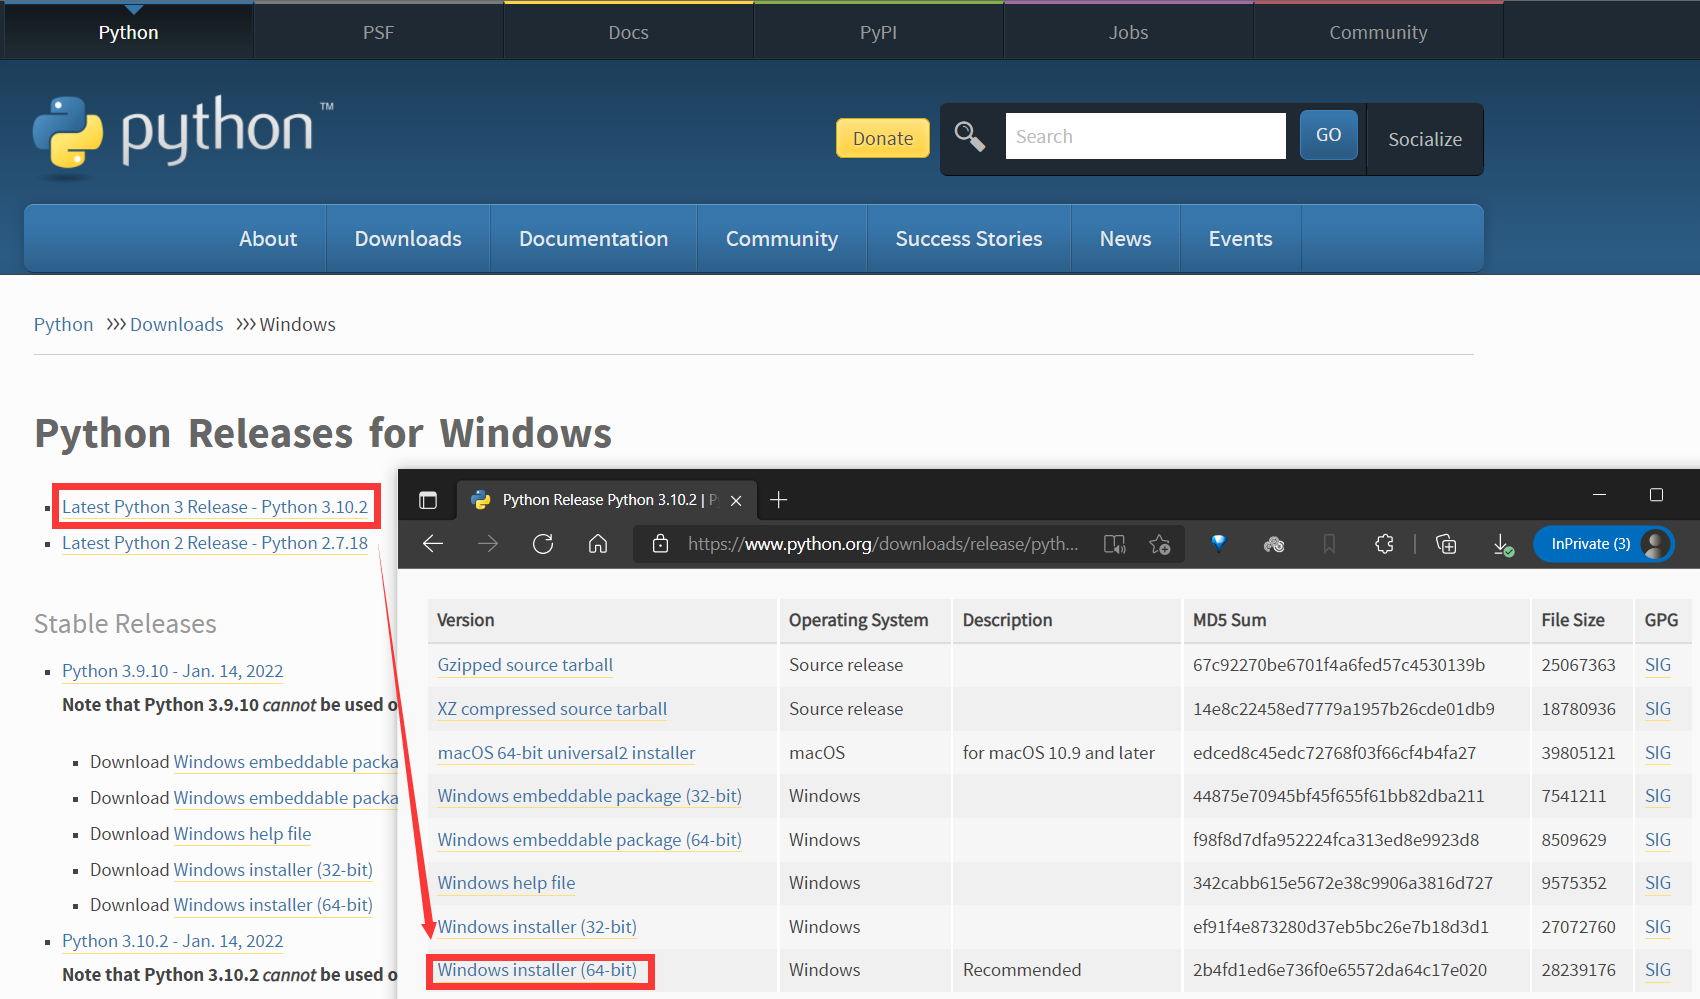 Python PSF Docs PyPI Jobs Community
python ™ Donate Search GO Socialize
About Downloads Documentation Community Success Stories News Events
Python >>> Downloads >>> Windows
Python Releases for Windows
Latest Python 3 Release - Python 3.10.2
Latest Python 2 Release - Python 2.7.18
Stable Releases
Python 3.9.10 - Jan. 14, 2022
Note that Python 3.9.10 cannot be used o
Download Windows embeddable packa
Download Windows embeddable packa
Download Windows help file
Download Windows installer (32-bit)
Download Windows installer (64-bit)
Python 3.10.2 - Jan. 14, 2022
Note that Python 3.10.2 cannot be used o
Python Release Python 3.10.2 | P
https://www.python.org/downloads/release/pyth... InPrivate (3)
Version Operating System Description MD5 Sum File Size GPG
Gzipped source tarball Source release 67c92270be6701f4a6fed57c4530139b 25067363 SIG
XZ compressed source tarball Source release 14e8c22458ed7779a1957b26cde01db9 18780936 SIG
macOS 64-bit universal2 installer macOS for macOS 10.9 and later edced8c45edc72768f03f66cf4b4fa27 39805121 SIG
Windows embeddable package (32-bit) Windows 44875e70945bf45f655f61bb82dba211 7541211 SIG
Windows embeddable package (64-bit) Windows f98f8d7dfa952224fca313ed8e9923d8 8509629 SIG
Windows help file Windows 342cabb615e5672e38c9906a3816d727 9575352 SIG
Windows installer (32-bit) Windows ef91f4e873280d37eb5bc26e7b18d3d1 27072760 SIG
Windows installer (64-bit) Windows Recommended 2b4fd1ed6e736f0e65572da64c17e020 28239176 SIG